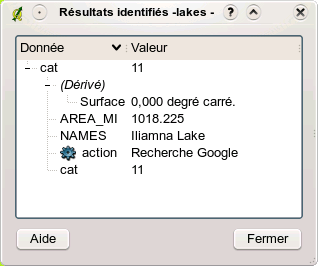 Résultats identifiés -lakes -
Donnée Valeur
cat 11
(Dérivé)
Surface 0,000 degré carré.
AREA_MI 1018.225
NAMES Iliamna Lake
action Recherche Google
cat 11
Aide Fermer